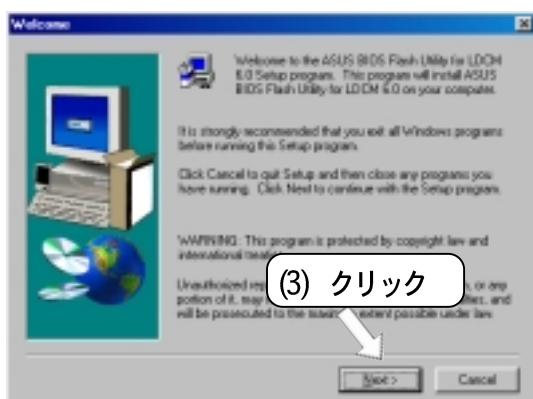 Welcome
Welcome to the ASUS BIOS Flash Utility for LDCM
6.0 Setup program. This program will install ASUS
BIOS Flash Utility for LDCM 6.0 on your computer.
It is strongly recommended that you exit all Windows programs
before running this Setup program.
Click Cancel to quit Setup and then close any programs you
have running. Click Next to continue with the Setup program.
WARNING: This program is protected by copyright law and
international
Unauthorized or any
portion of it, may and
will be prosecuted to the extent possible under law.
(3) クリック
Next >
Cancel